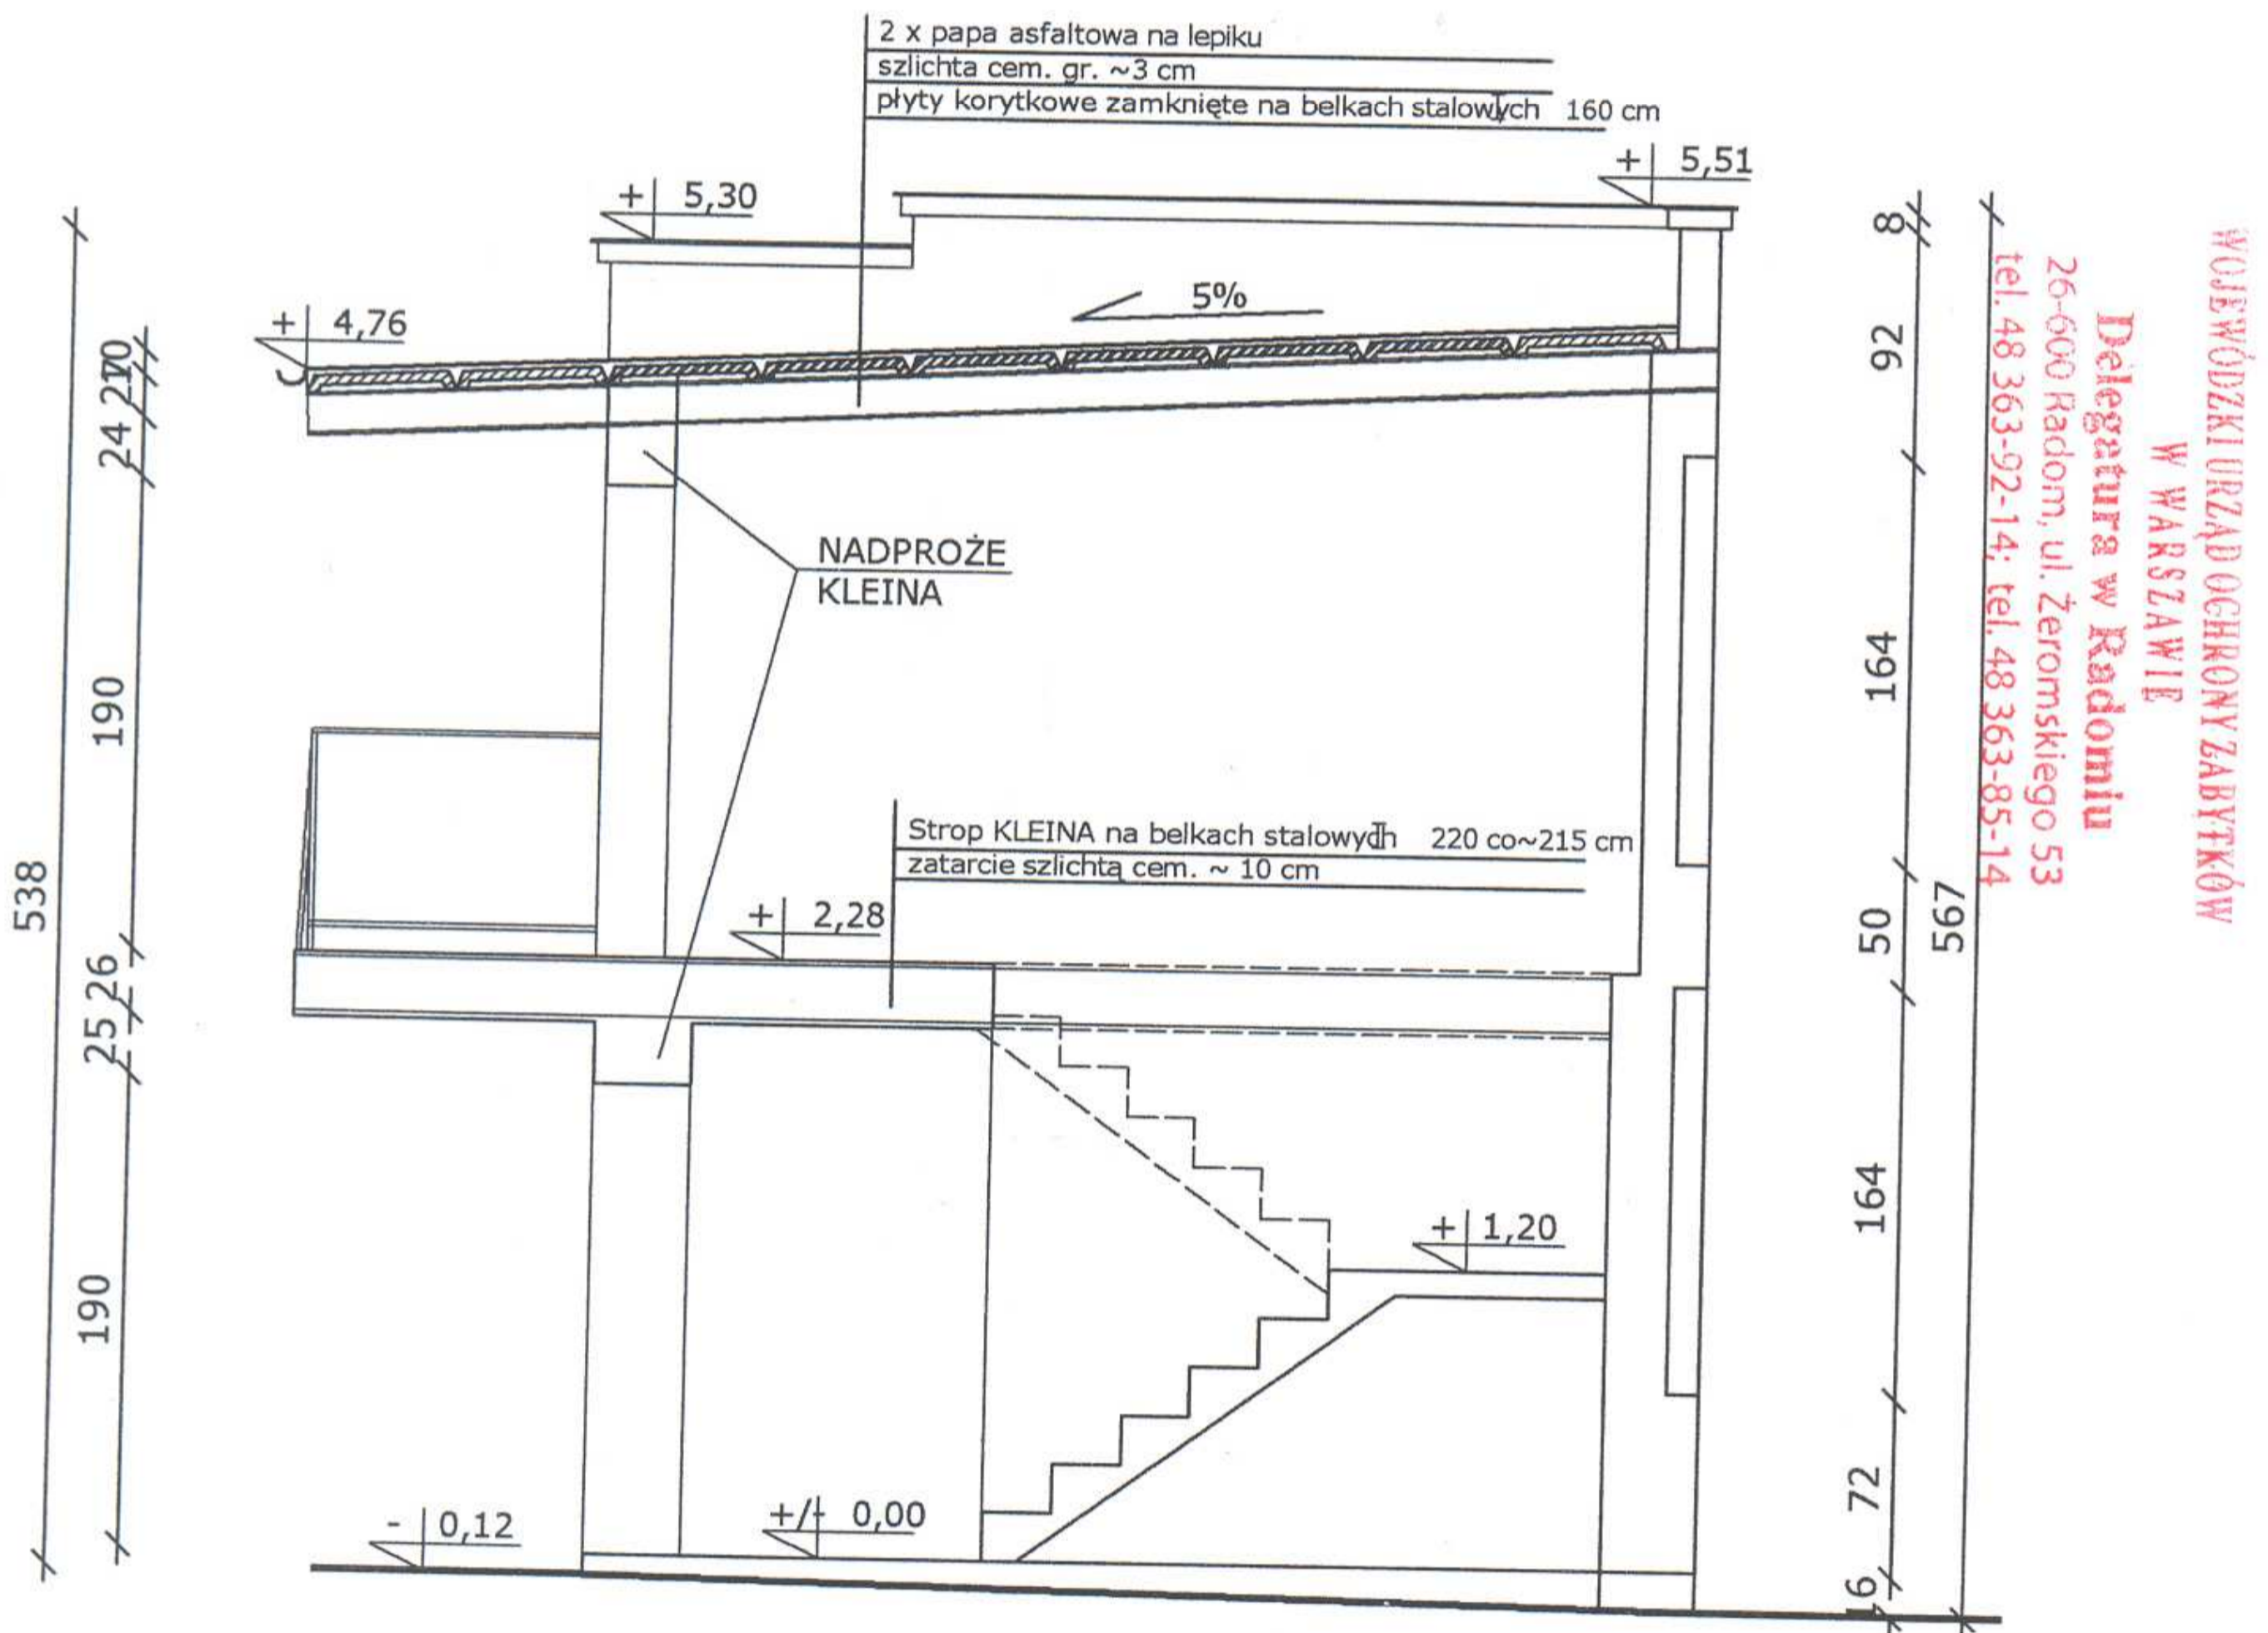 2 x papa asfaltowa na lepiku
szlichta cem. gr. ~3 cm
płyty korytkowe zamknięte na belkach stalowych 160 cm
+ 5,51
+ 5,30
+ 4,76
5%
NADPROŻE
KLEINA
Strop KLEINA na belkach stalowych 220 co~215 cm
zatarcie szlichtą cem. ~ 10 cm
+ 2,28
+ 1,20
+/- 0,00
- 0,12
538
24
190
26
25
190
8
92
164
50
164
72
16
567
WOJEWÓDZKI URZĄD OCHRONY ZABYTKÓW
W WARSZAWIE
Delegatura w Radomiu
26-600 Radom, ul. Żeromskiego 53
tel. 48 363-92-14; tel. 48 363-85-14